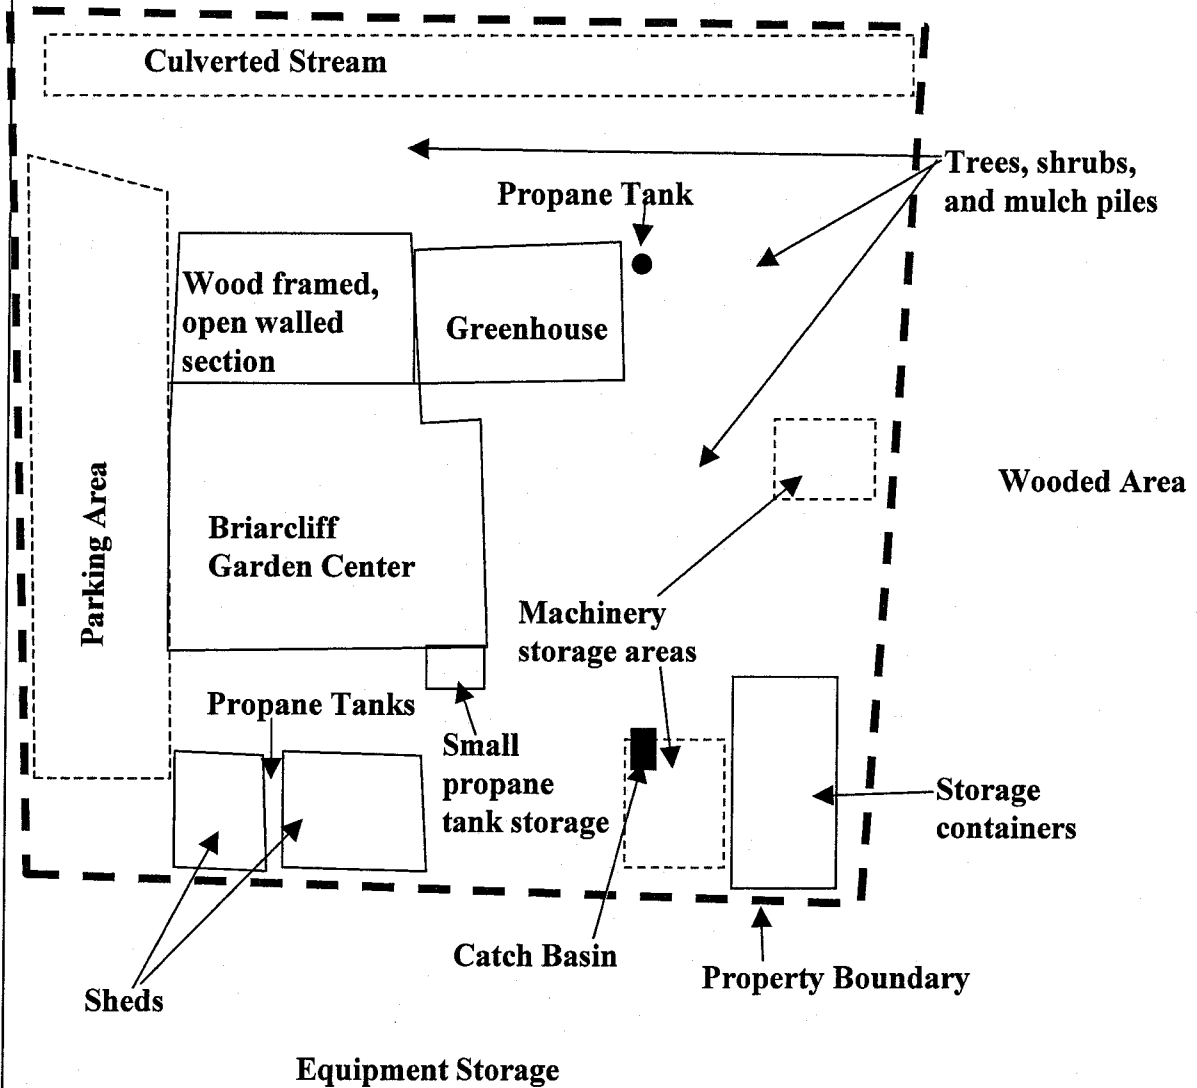 Culverted Stream
Trees, shrubs,
and mulch piles
Propane Tank
Wood framed,
open walled
section
Greenhouse
Parking Area
Wooded Area
Briarcliff
Garden Center
Machinery
storage areas
Propane Tanks
Small
propane
tank storage
Storage
containers
Catch Basin
Property Boundary
Sheds
Equipment Storage